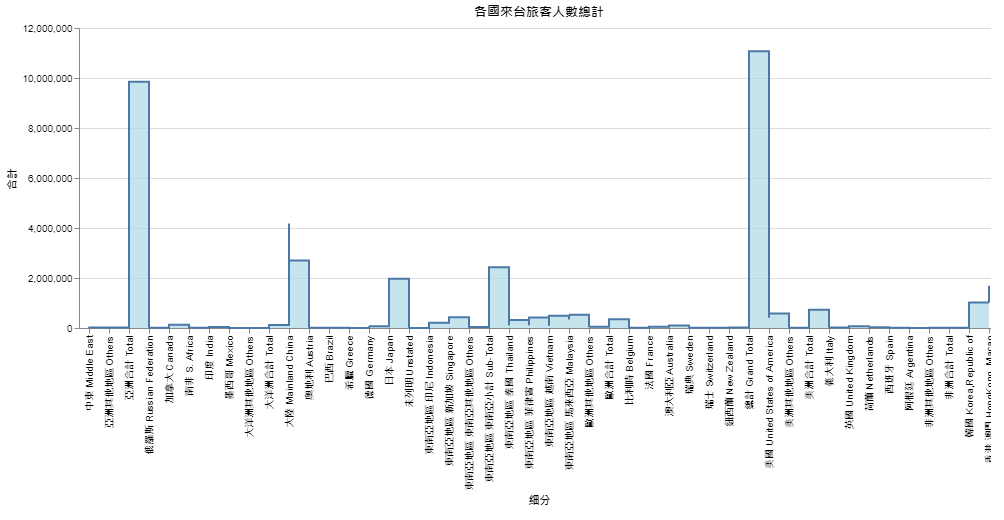 各國來台旅客人數總計
合計
12,000,000
10,000,000
8,000,000
6,000,000
4,000,000
2,000,000
0
中東 Middle East
亞洲其他地區 Others
亞洲合計 Total
俄羅斯 Russian Federation
加拿大 Canada
南非 S. Africa
印度 India
墨西哥 Mexico
大洋洲其他地區 Others
大洋洲合計 Total
大陸 Mainland China
奧地利 Austria
巴西 Brazil
希臘 Greece
德國 Germany
日本 Japan
未列明 Unstated
東南亞地區 印尼 Indonesia
東南亞地區 新加坡 Singapore
東南亞地區 東南亞其他地區 Others
東南亞地區 東南亞小計 Sub-Total
東南亞地區 泰國 Thailand
東南亞地區 菲律賓 Philippines
東南亞地區 越南 Vietnam
東南亞地區 馬來西亞 Malaysia
歐洲其他地區 Others
歐洲合計 Total
比利時 Belgium
法國 France
澳大利亞 Australia
瑞典 Sweden
瑞士 Switzerland
紐西蘭 New Zealand
總計 Grand Total
美國 United States of America
美洲其他地區 Others
美洲合計 Total
義大利 Italy
英國 United Kingdom
荷蘭 Netherlands
西班牙 Spain
阿根廷 Argentina
非洲其他地區 Others
非洲合計 Total
韓國 Korea,Republic of
香港.澳門 HongKong. Macao
細分